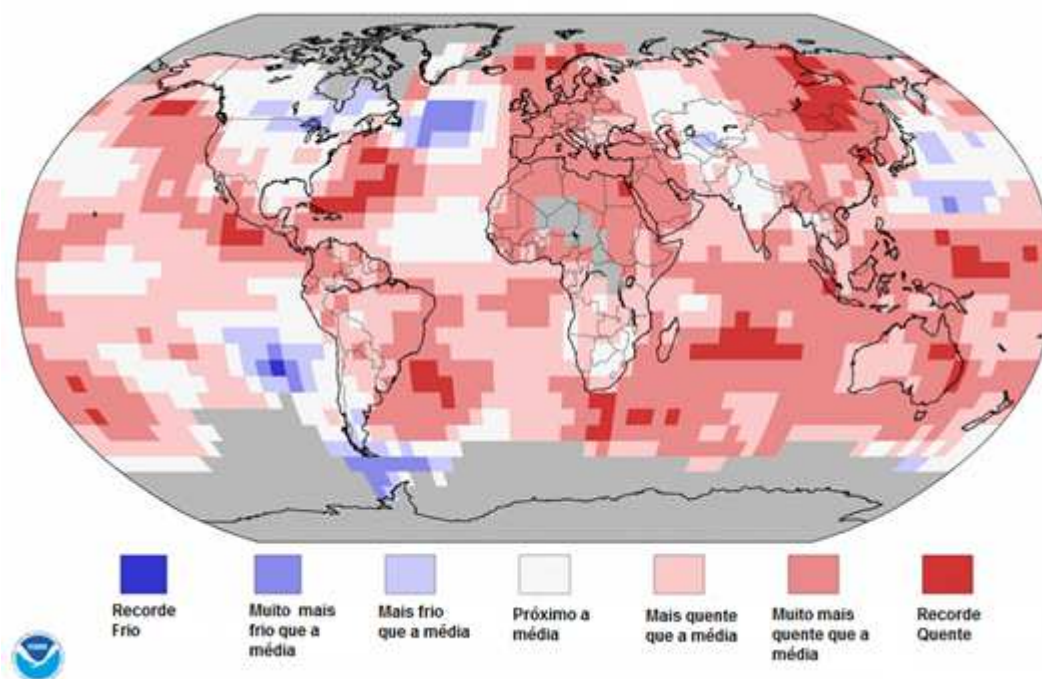 Recorde
Frio
Muito mais
frio que a
média
Mais frio
que a média
Próximo a
média
Mais quente
que a média
Muito mais
quente que a
média
Recorde
Quente